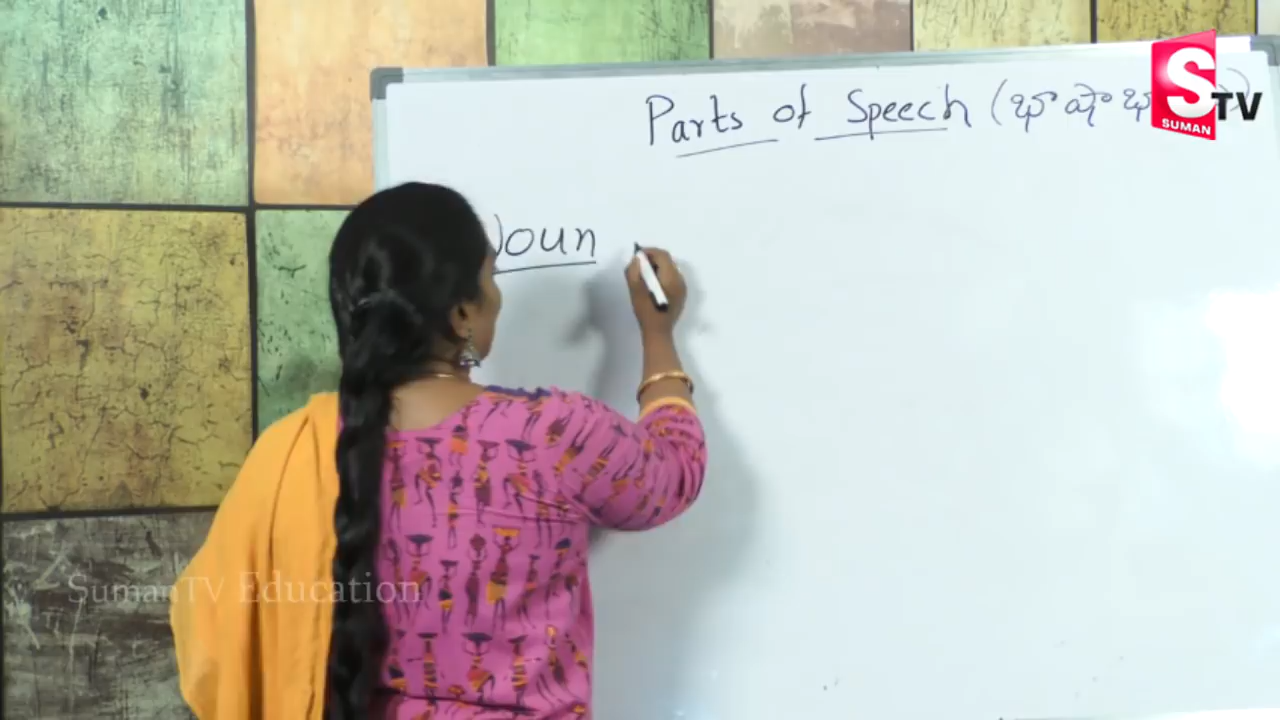 Parts of Speech (భాషాభా
Noun
S
TV
SUMAN
SumanTV Education